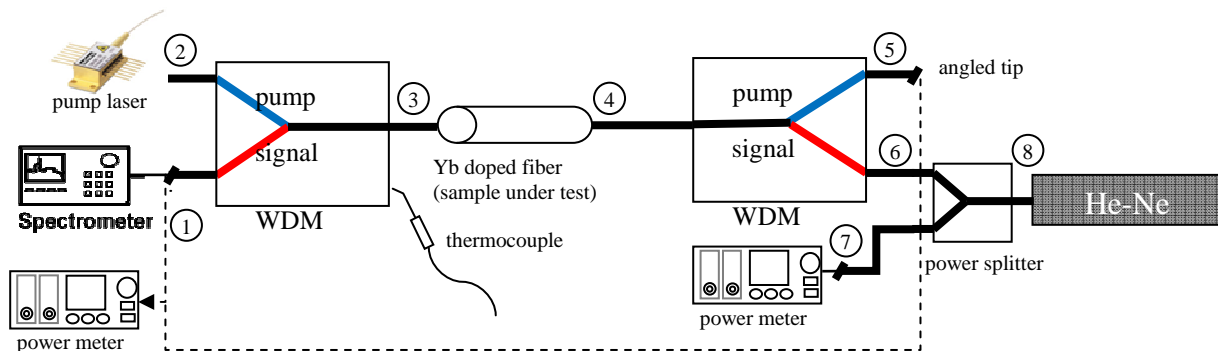 2
5
pump laser
pump
signal
WDM
3
4
pump
signal
WDM
angled tip
6
8
Spectrometer
1
Yb doped fiber
(sample under test)
thermocouple
He-Ne
7
power splitter
power meter
power meter